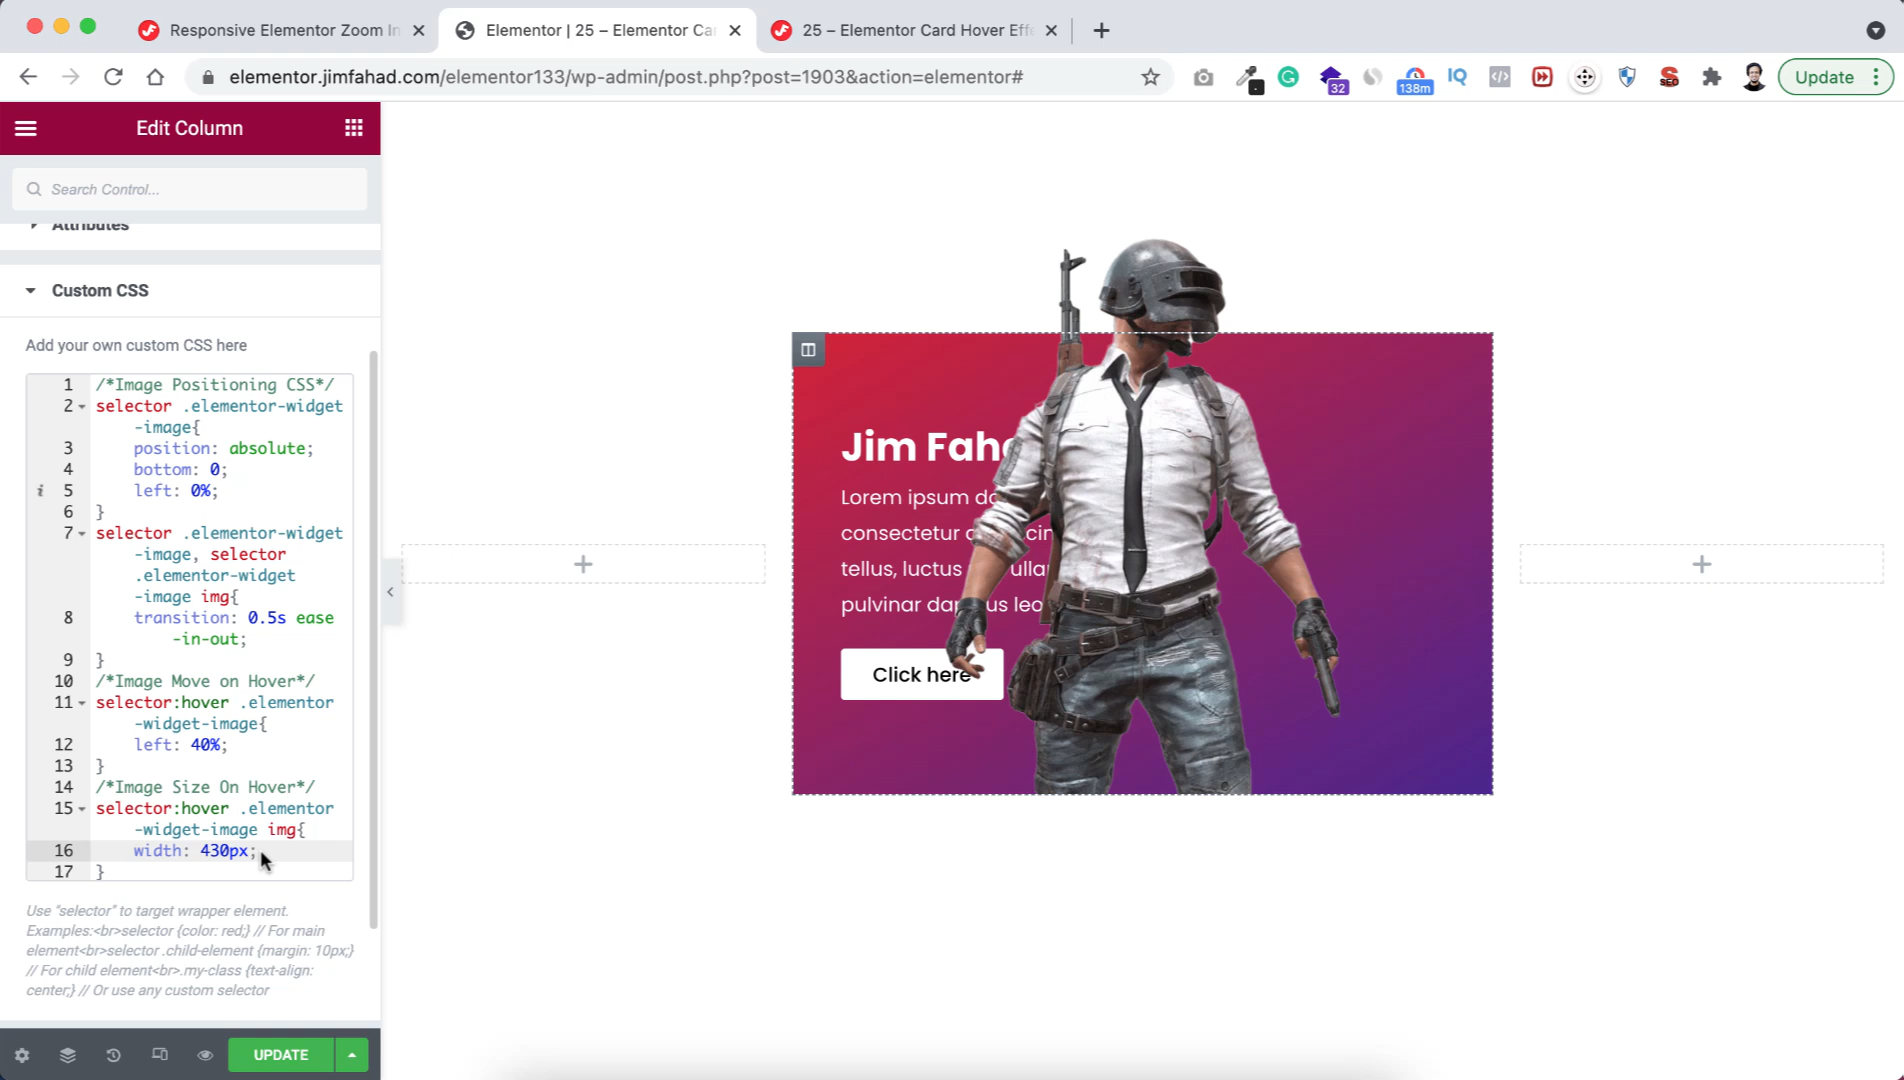 Responsive Elementor Zoom In
Elementor | 25 – Elementor Ca
25 – Elementor Card Hover Eff
elementor.jimfahad.com/elementor133/wp-admin/post.php?post=1903&action=elementor#
32
138m
IQ
SEO
Update
Edit Column
Search Control...
Attributes
Custom CSS
Add your own custom CSS here
1 /*Image Positioning CSS*/
2 selector .elementor-widget
-image{
3 position: absolute;
4 bottom: 0;
i 5 left: 0%;
6 }
7 selector .elementor-widget
-image, selector
.elementor-widget
-image img{
8 transition: 0.5s ease
-in-out;
9 }
10 /*Image Move on Hover*/
11 selector:hover .elementor
-widget-image{
12 left: 40%;
13 }
14 /*Image Size On Hover*/
15 selector:hover .elementor
-widget-image img{
16 width: 430px;
17 }
Use "selector" to target wrapper element.
Examples:<br>selector {color: red;} // For main
element<br>selector .child-element {margin: 10px;}
// For child element<br>.my-class {text-align:
center;} // Or use any custom selector
UPDATE
Jim Faha
Lorem ipsum do
consectetur cin
tellus, luctus ulla
pulvinar dap us leo
Click here